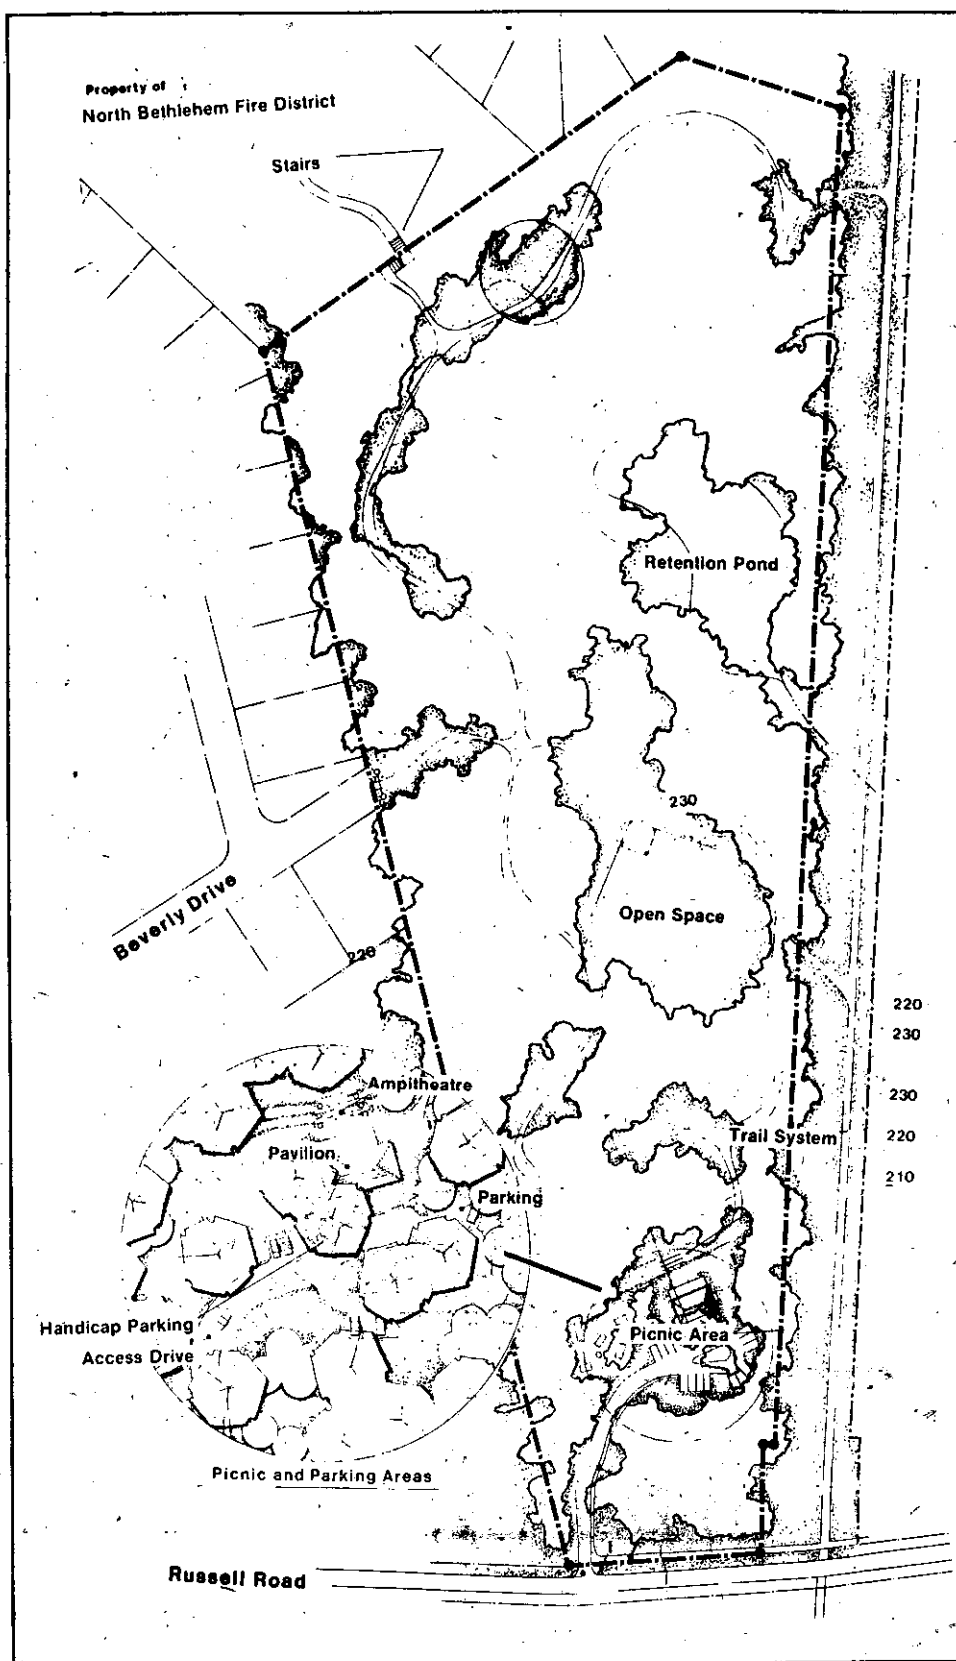 Property of
North Bethlehem Fire District
Stairs
Retention Pond
230
Beverly Drive
Open Space
220
220
230
Ampitheatre
230
Trail System
220
Pavilion
210
Parking
Handicap Parking
Picnic Area
Access Drive
Picnic and Parking Areas
Russell Road